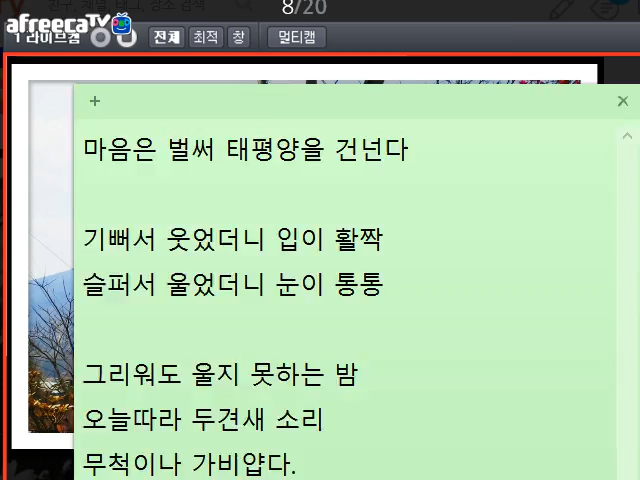 8/20
afreecaTV
1 라이브캠 전체 최적 창 멀티캠
마음은 벌써 태평양을 건넌다
기뻐서 웃었더니 입이 활짝
슬퍼서 울었더니 눈이 통통
그리워도 울지 못하는 밤
오늘따라 두견새 소리
무척이나 가비얍다.